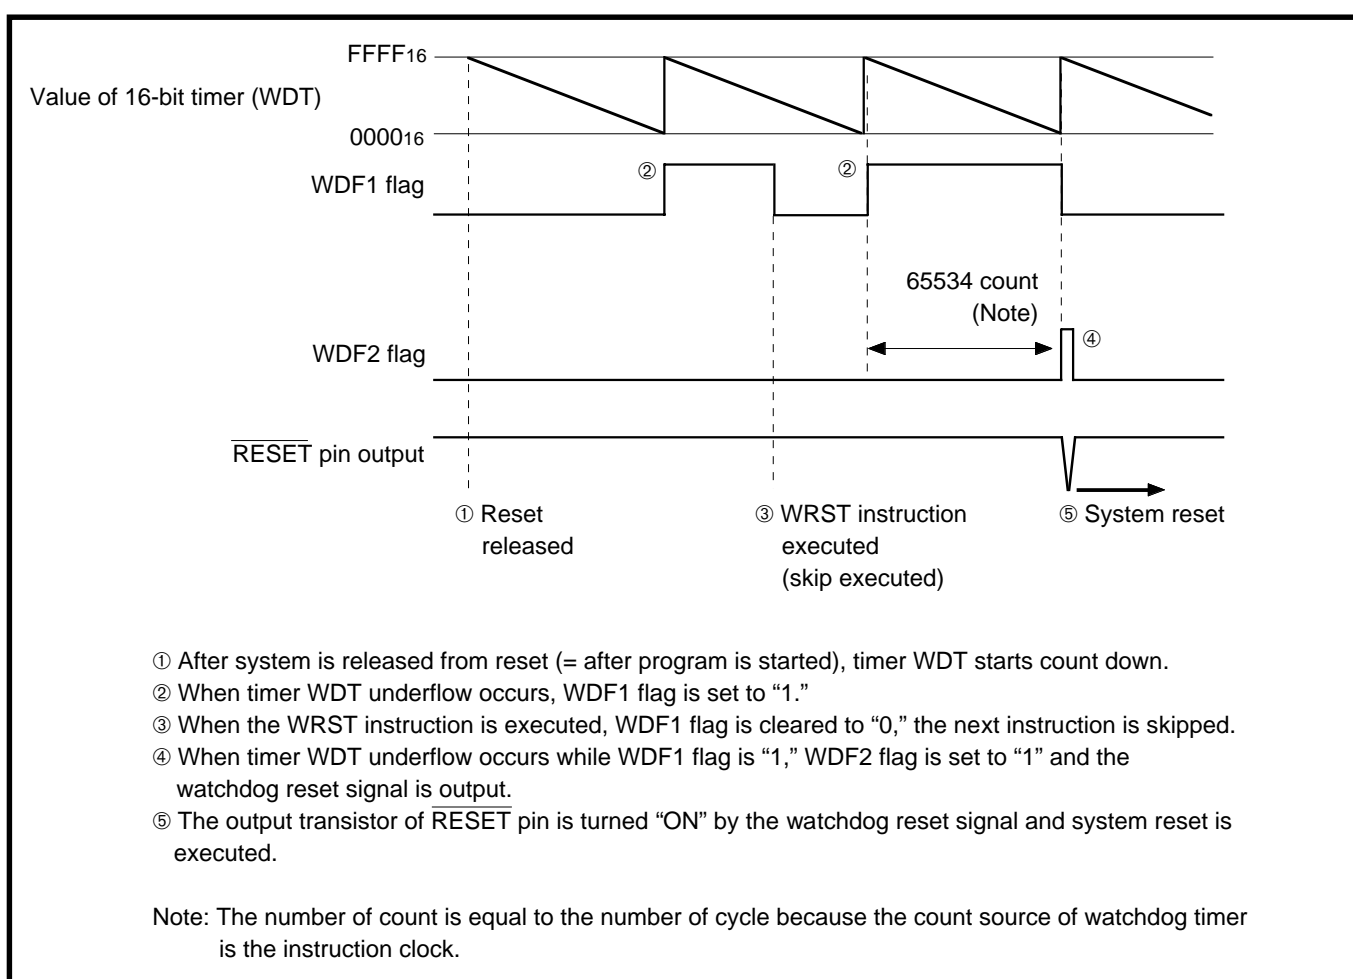 FFFF16
Value of 16-bit timer (WDT)
000016
② ②
WDF1 flag
65534 count
(Note)
④
WDF2 flag
RESET pin output
① Reset
released
③ WRST instruction
executed
(skip executed)
⑤ System reset
① After system is released from reset (= after program is started), timer WDT starts count down.
② When timer WDT underflow occurs, WDF1 flag is set to “1.”
③ When the WRST instruction is executed, WDF1 flag is cleared to “0,” the next instruction is skipped.
④ When timer WDT underflow occurs while WDF1 flag is “1,” WDF2 flag is set to “1” and the
watchdog reset signal is output.
⑤ The output transistor of RESET pin is turned “ON” by the watchdog reset signal and system reset is
executed.
Note: The number of count is equal to the number of cycle because the count source of watchdog timer
is the instruction clock.